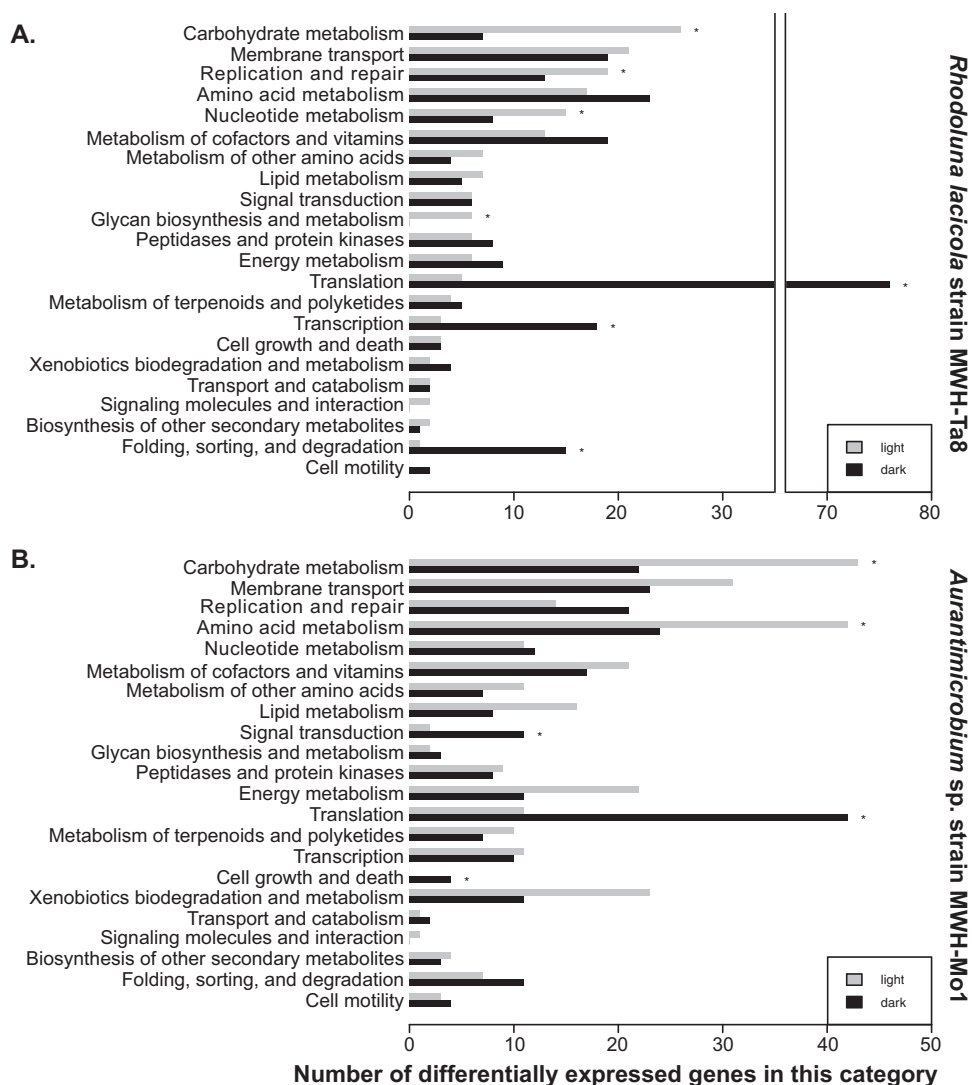 A.
Carbohydrate metabolism *
Membrane transport
Replication and repair *
Amino acid metabolism
Nucleotide metabolism *
Metabolism of cofactors and vitamins
Metabolism of other amino acids
Lipid metabolism
Signal transduction
Glycan biosynthesis and metabolism *
Peptidases and protein kinases
Energy metabolism
Translation *
Metabolism of terpenoids and polyketides
Transcription *
Cell growth and death
Xenobiotics biodegradation and metabolism
Transport and catabolism
Signaling molecules and interaction
Biosynthesis of other secondary metabolites
Folding, sorting, and degradation *
Cell motility
light
dark
0 10 20 30 70 80
Rhodoluna lacicola strain MWH-Ta8
B.
Carbohydrate metabolism *
Membrane transport
Replication and repair
Amino acid metabolism *
Nucleotide metabolism
Metabolism of cofactors and vitamins
Metabolism of other amino acids
Lipid metabolism
Signal transduction *
Glycan biosynthesis and metabolism
Peptidases and protein kinases
Energy metabolism
Translation *
Metabolism of terpenoids and polyketides
Transcription
Cell growth and death *
Xenobiotics biodegradation and metabolism
Transport and catabolism
Signaling molecules and interaction
Biosynthesis of other secondary metabolites
Folding, sorting, and degradation
Cell motility
light
dark
0 10 20 30 40 50
Aurantimicrobium sp. strain MWH-Mo1
Number of differentially expressed genes in this category